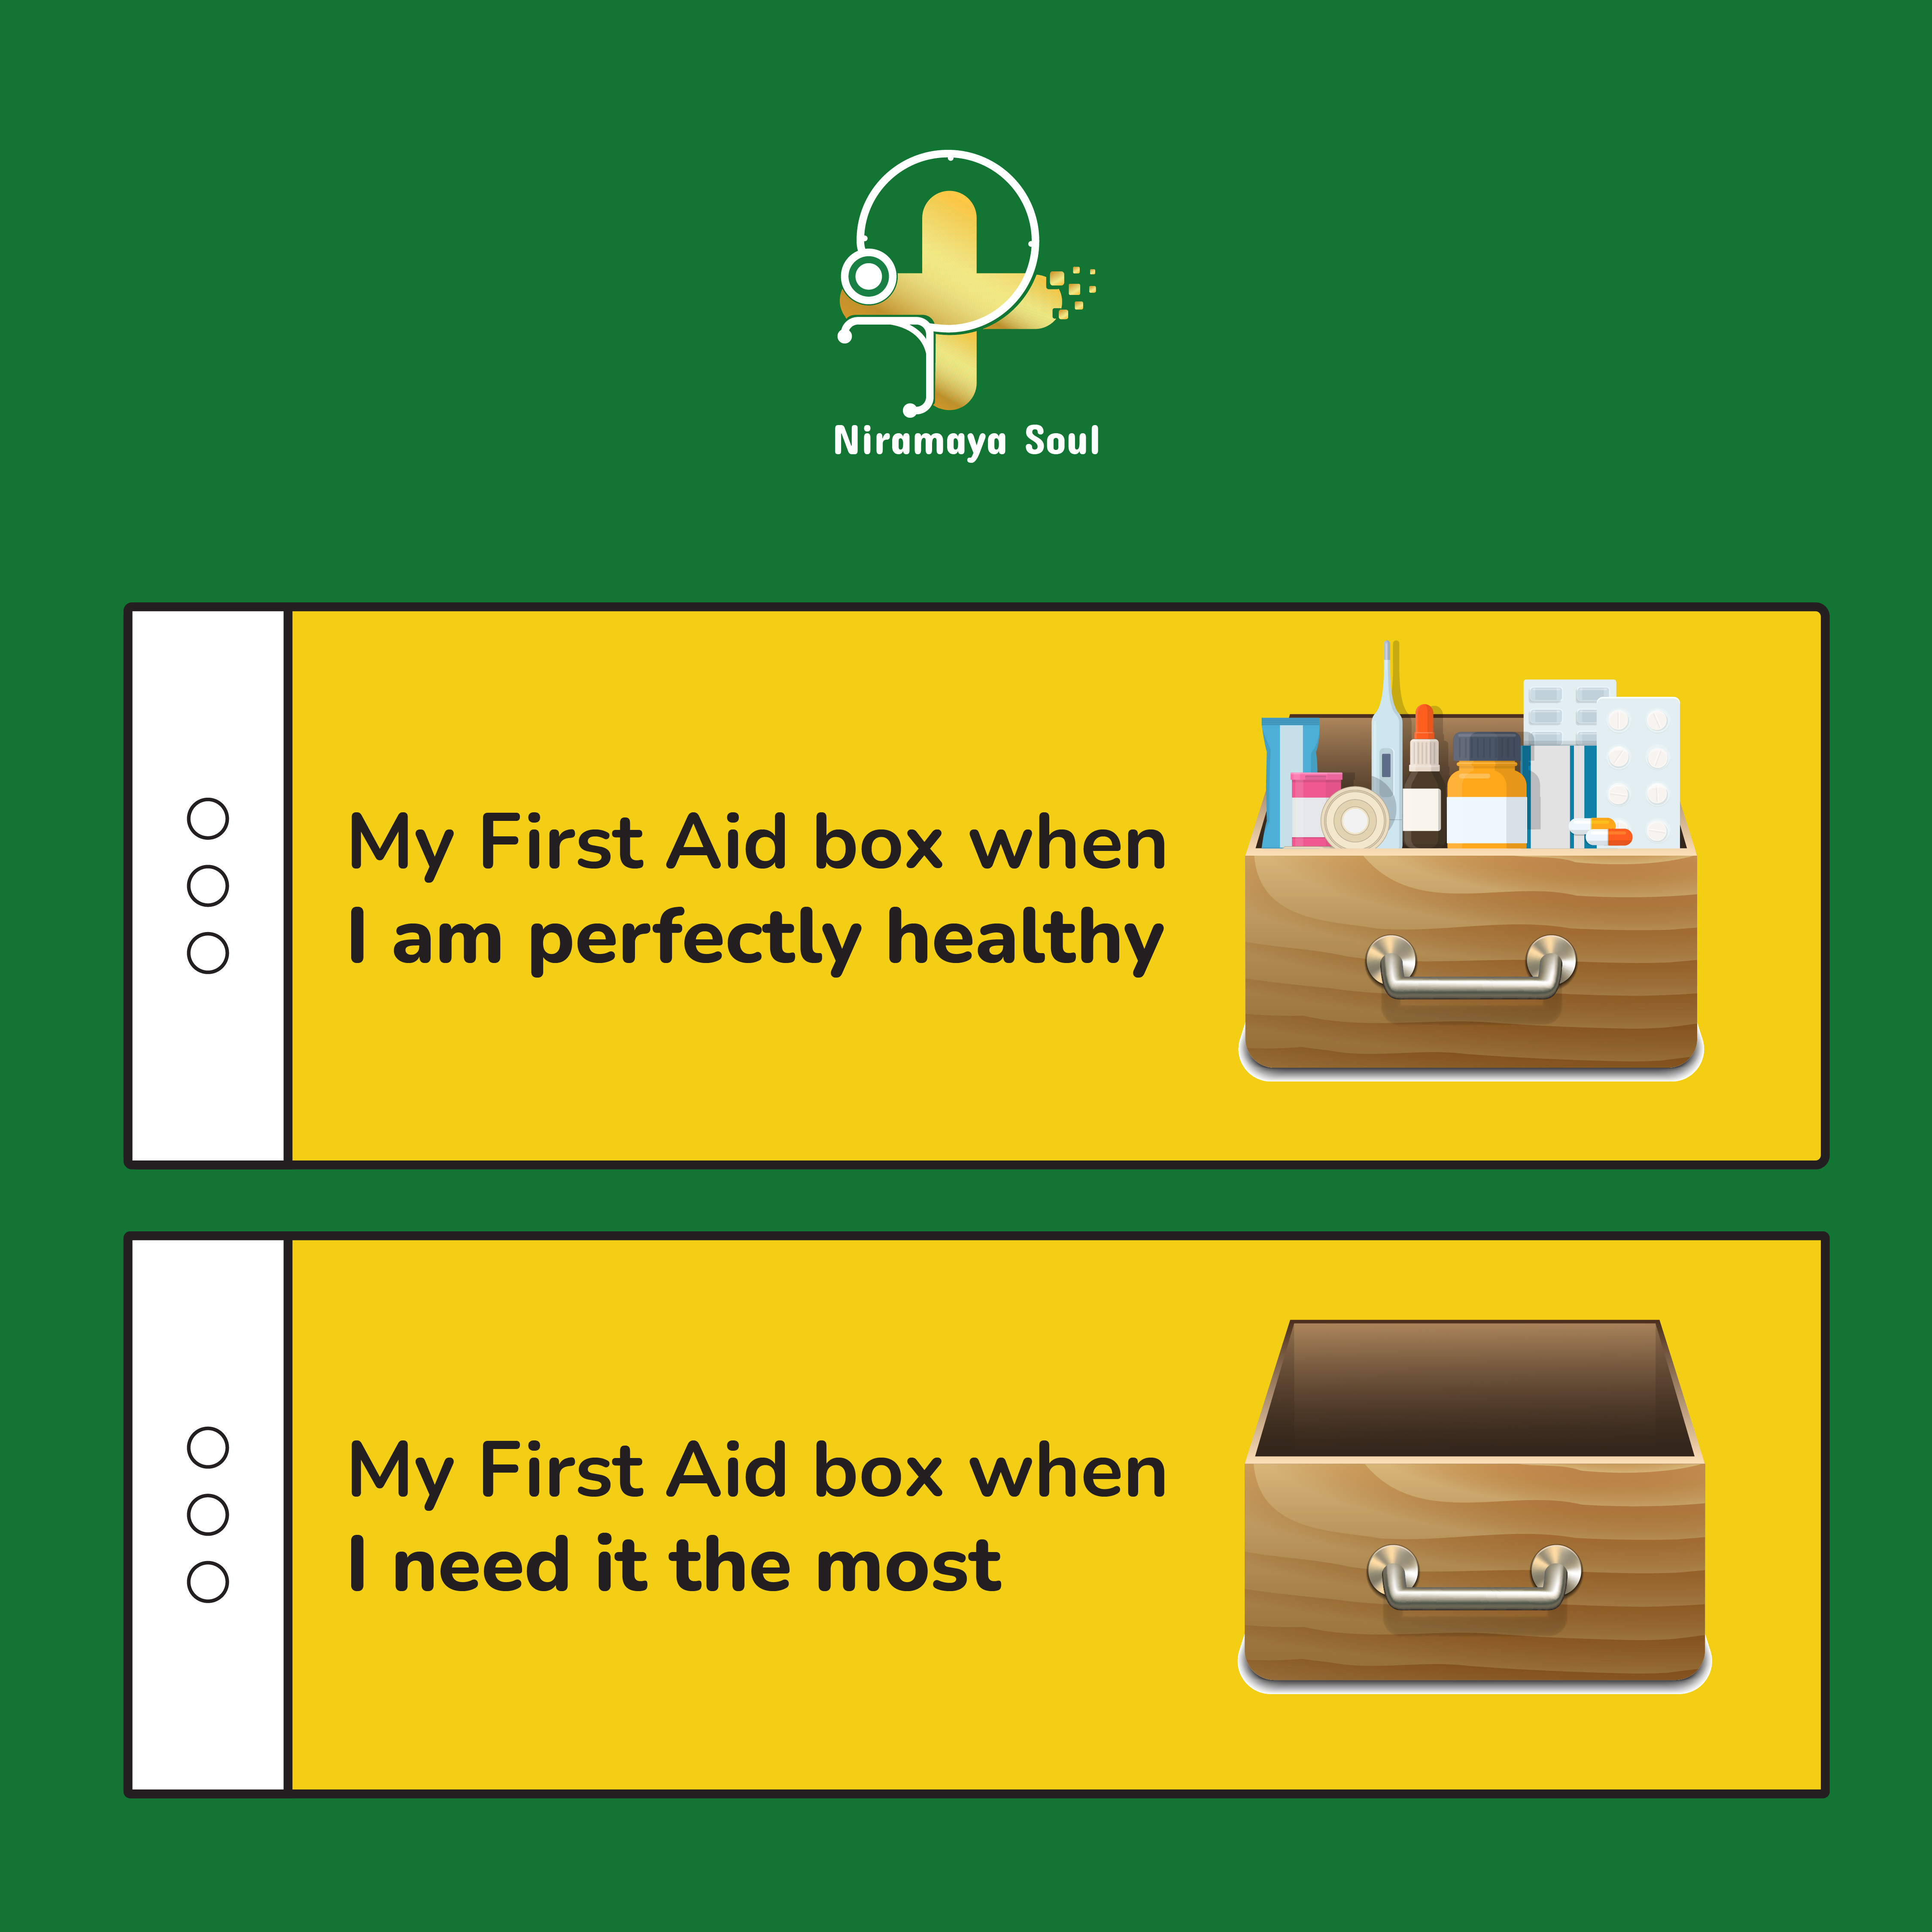 Niramaya Soul
My First Aid box when
I am perfectly healthy
My First Aid box when
I need it the most